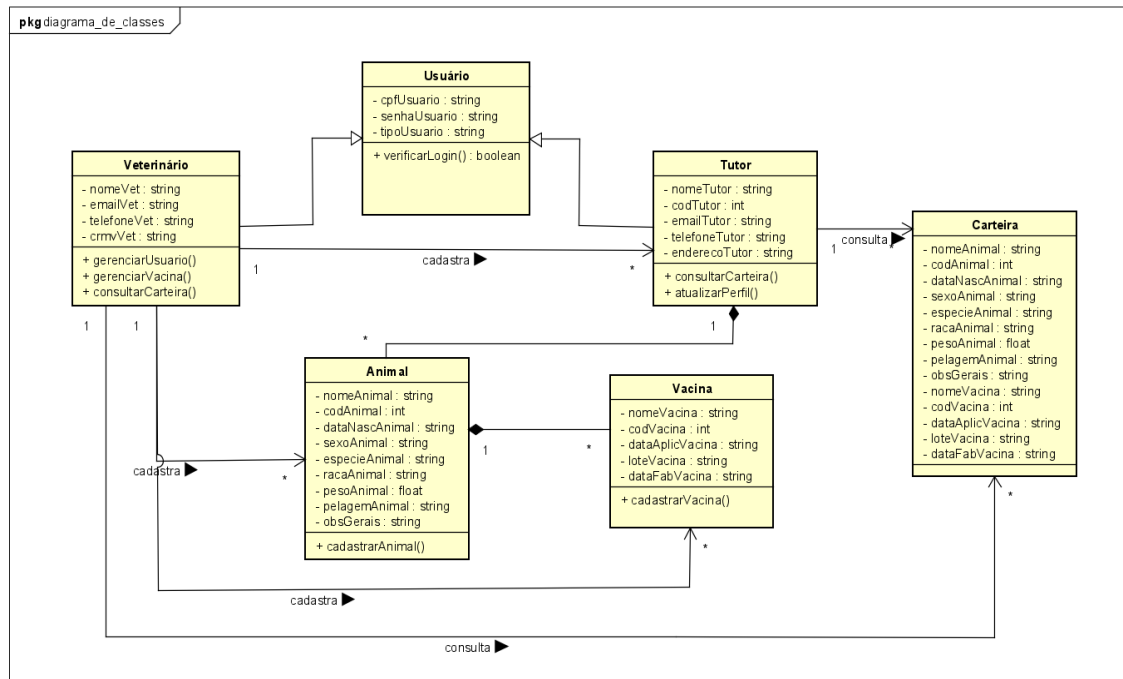 pkg diagrama_de_classes
Usuário
- cpfUsuario : string
- senhaUsuario : string
- tipoUsuario : string
+ verificarLogin() : boolean
Veterinário
- nomeVet : string
- emailVet : string
- telefoneVet : string
- crmvVet : string
+ gerenciarUsuario()
+ gerenciarVacina()
+ consultarCarteira()
Tutor
- nomeTutor : string
- codTutor : int
- emailTutor : string
- telefoneTutor : string
- enderecoTutor : string
+ consultarCarteira()
+ atualizarPerfil()
1
cadastra
*
1
consulta
*
Carteira
- nomeAnimal : string
- codAnimal : int
- dataNascAnimal : string
- sexoAnimal : string
- especieAnimal : string
- racaAnimal : string
- pesoAnimal : float
- pelagemAnimal : string
- obsGerais : string
- nomeVacina : string
- codVacina : int
- dataAplicVacina : string
- loteVacina : string
- dataFabVacina : string
1
1
1
*
Animal
- nomeAnimal : string
- codAnimal : int
- dataNascAnimal : string
- sexoAnimal : string
- especieAnimal : string
- racaAnimal : string
- pesoAnimal : float
- pelagemAnimal : string
- obsGerais : string
+ cadastrarAnimal()
Vacina
- nomeVacina : string
- codVacina : int
- dataAplicVacina : string
- loteVacina : string
- dataFabVacina : string
+ cadastrarVacina()
1
*
cadastra
*
*
*
cadastra
consulta